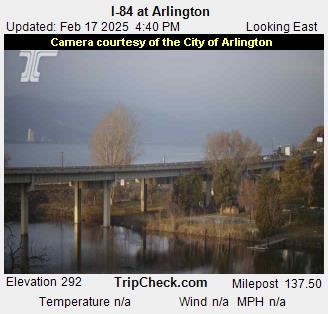 I-84 at Arlington
Updated: Feb 17 2025 4:40 PM Looking East
Camera courtesy of the City of Arlington
Elevation 292 TripCheck.com Milepost 137.50
Temperature n/a Wind n/a MPH n/a